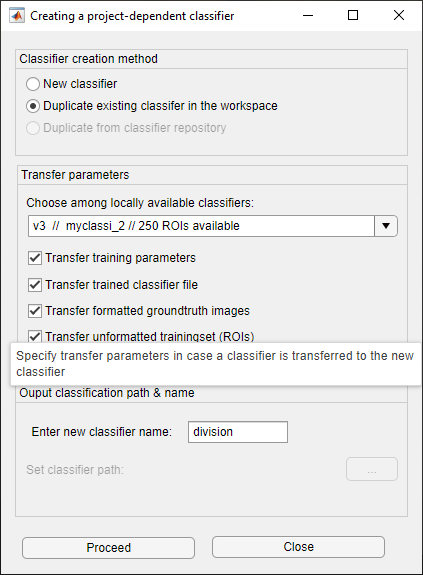 Creating a project-dependent classifier
Classifier creation method
New classifier
Duplicate existing classifer in the workspace
Duplicate from classifier repository
Transfer parameters
Choose among locally available classifiers:
v3 // myclassi_2 // 250 ROIs available
Transfer training parameters
Transfer trained classifier file
Transfer formatted groundtruth images
Transfer unformatted trainingset (ROIs)
Specify transfer parameters in case a classifier is transferred to the new
classifier
Ouput classification path & name
Enter new classifier name: division
Set classifier path: ...
Proceed Close